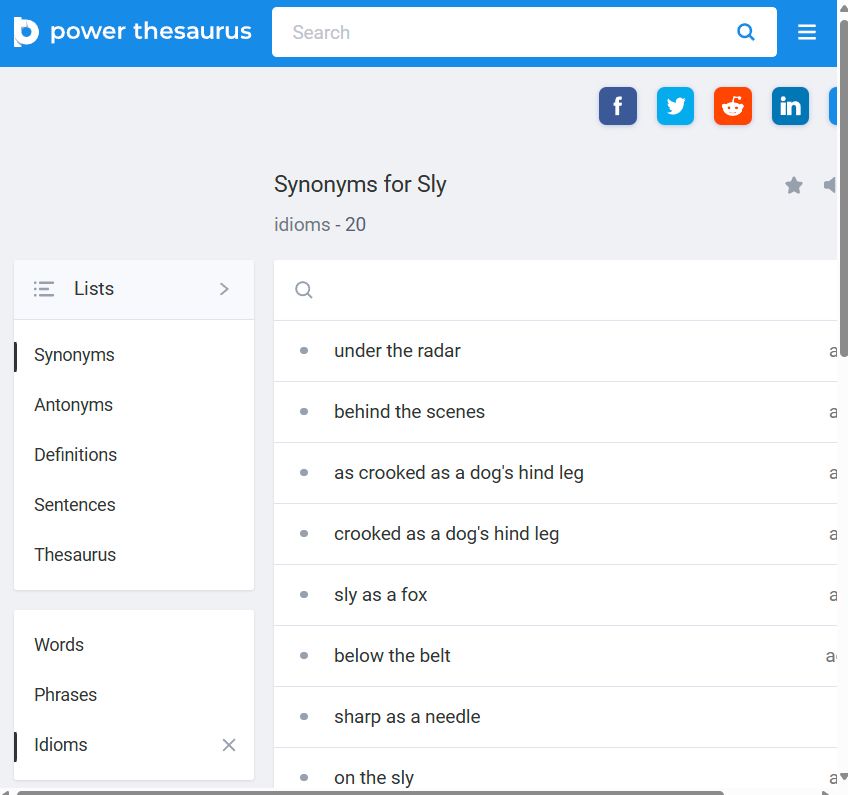 power thesaurus
Search
Synonyms for Sly
idioms - 20
Lists
Synonyms
Antonyms
Definitions
Sentences
Thesaurus
Words
Phrases
Idioms
under the radar
behind the scenes
as crooked as a dog's hind leg
crooked as a dog's hind leg
sly as a fox
below the belt
sharp as a needle
on the sly